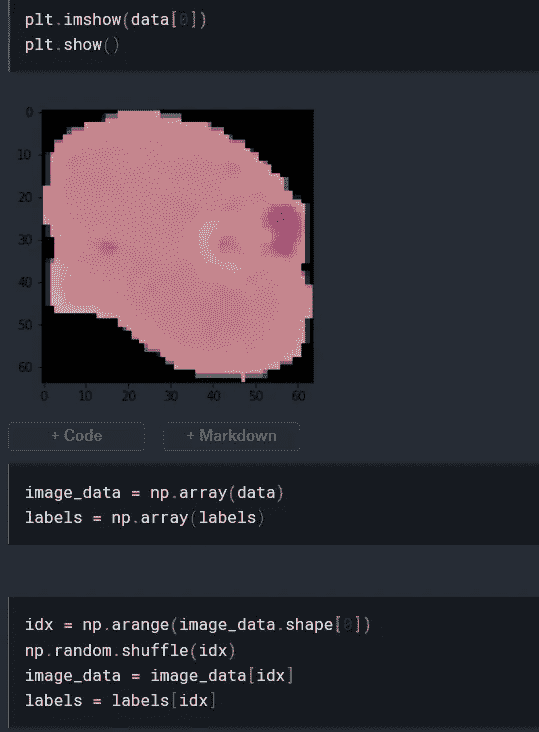 plt.imshow(data[0])
plt.show()
0
10
20
30
40
50
60
0 10 20 30 40 50 60
+ Code + Markdown
image_data = np.array(data)
labels = np.array(labels)
idx = np.arange(image_data.shape[0])
np.random.shuffle(idx)
image_data = image_data[idx]
labels = labels[idx]